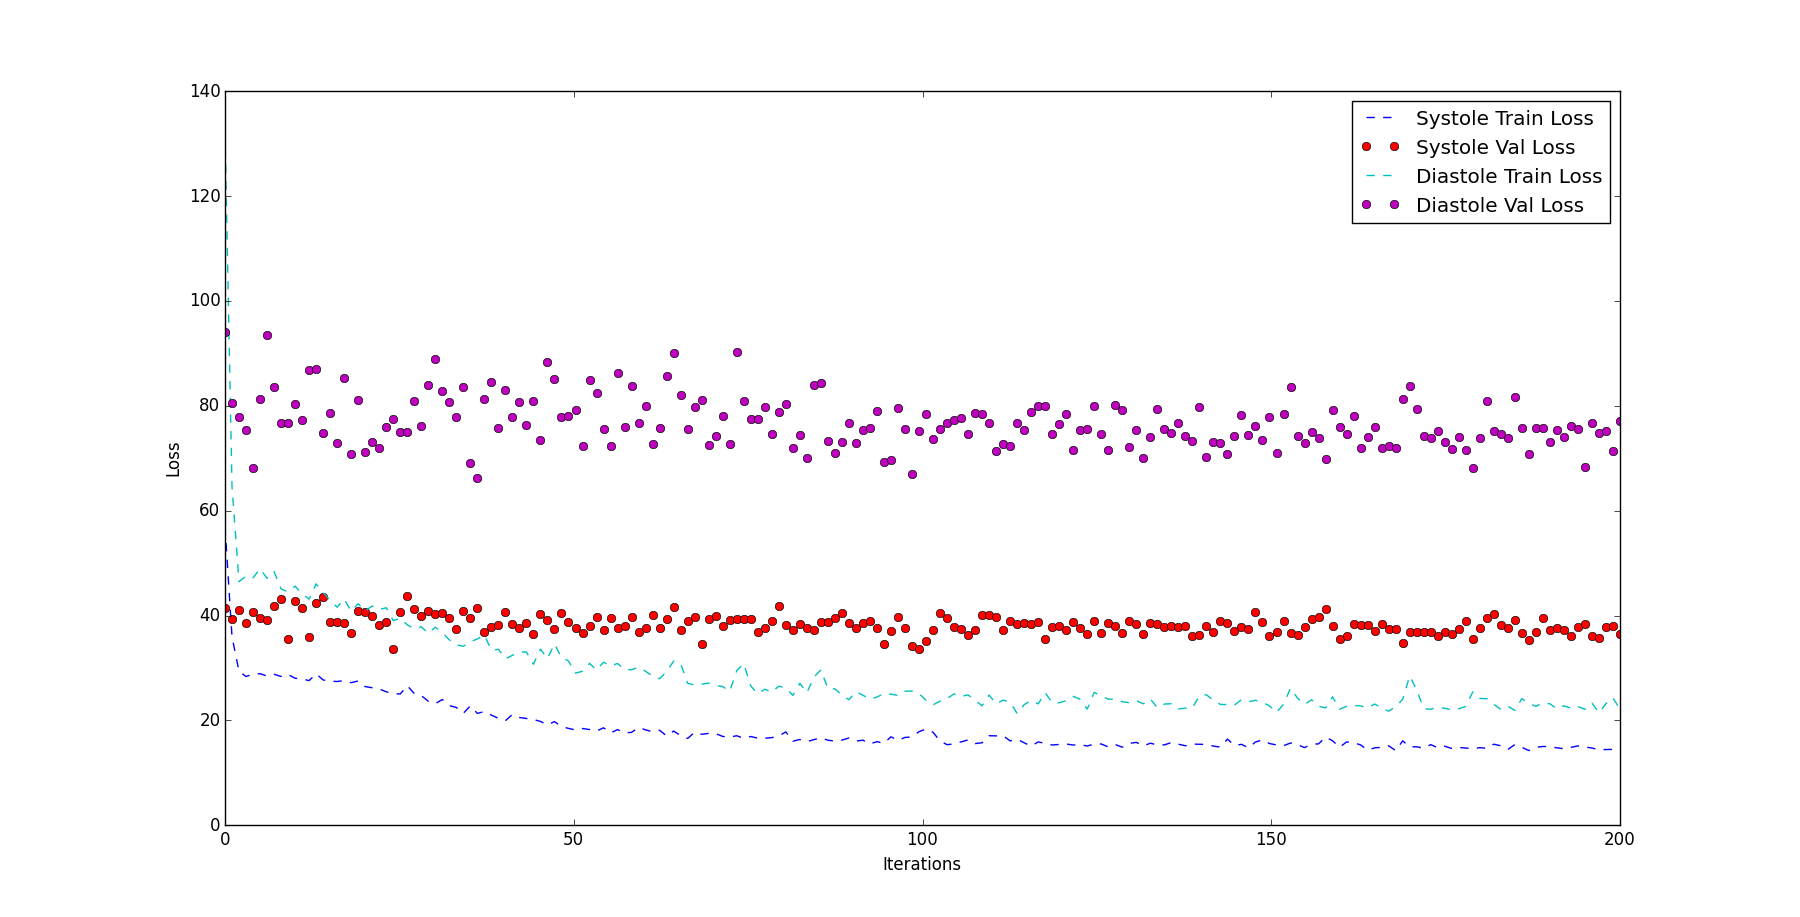 140
120
100
80
60
40
20
0
Loss
0 50 100 150 200
Iterations
Systole Train Loss
Systole Val Loss
Diastole Train Loss
Diastole Val Loss